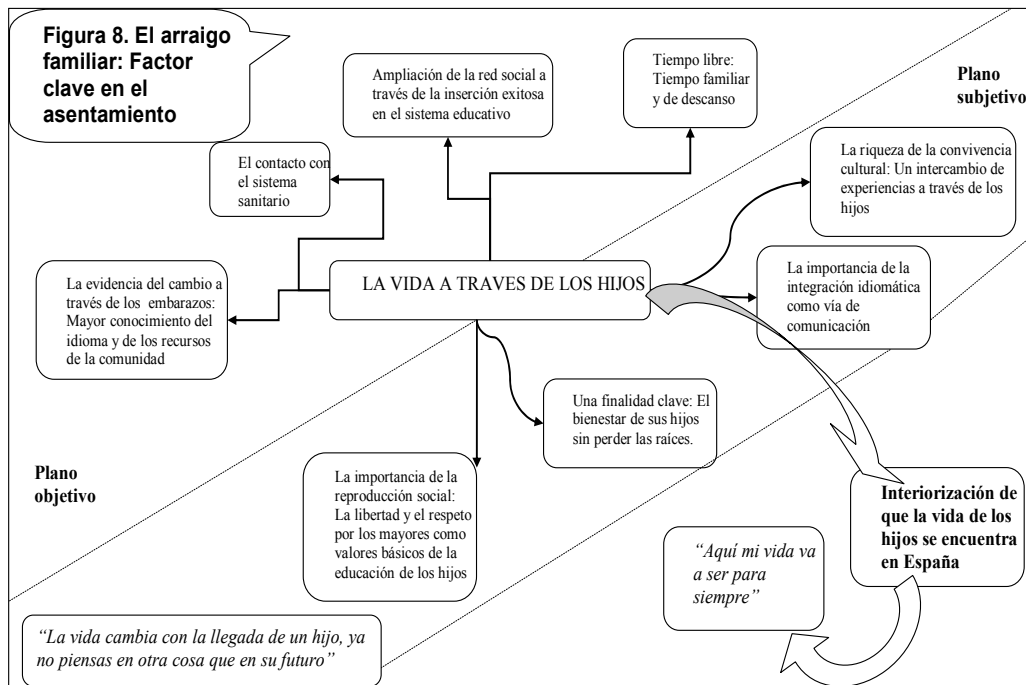 Figura 8. El arraigo
familiar: Factor
clave en el
asentamiento
Ampliación de la red social a
través de la inserción exitosa
en el sistema educativo
Tiempo libre:
Tiempo familiar
y de descanso
Plano
subjetivo
El contacto con
el sistema
sanitario
La riqueza de la convivencia
cultural: Un intercambio de
experiencias a través de los
hijos
La evidencia del cambio a
través de los embarazos:
Mayor conocimiento del
idioma y de los recursos
de la comunidad
LA VIDA A TRAVES DE LOS HIJOS
La importancia de la
integración idiomática
como vía de
comunicación
Una finalidad clave: El
bienestar de sus hijos
sin perder las raíces.
Plano
objetivo
La importancia de la
reproducción social:
La libertad y el respeto
por los mayores como
valores básicos de la
educación de los hijos
Interiorización de
que la vida de los
hijos se encuentra
en España
“Aquí mi vida va
a ser para
siempre”
“La vida cambia con la llegada de un hijo, ya
no piensas en otra cosa que en su futuro”